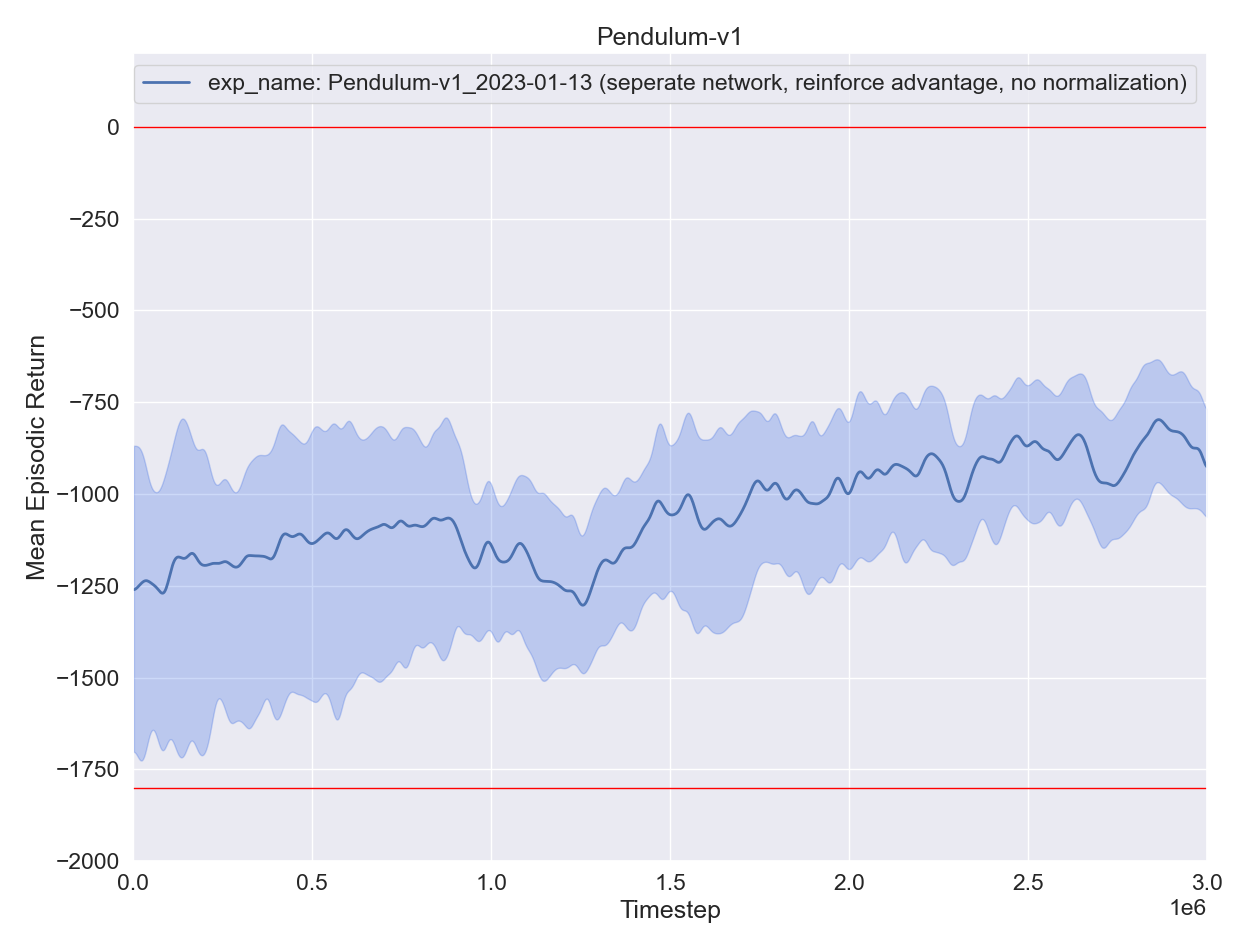 Pendulum-v1
exp_name: Pendulum-v1_2023-01-13 (seperate network, reinforce advantage, no normalization)
0
−250
−500
−750
−1000
−1250
−1500
−1750
−2000
Mean Episodic Return
0.0 0.5 1.0 1.5 2.0 2.5 3.0
Timestep
1e6